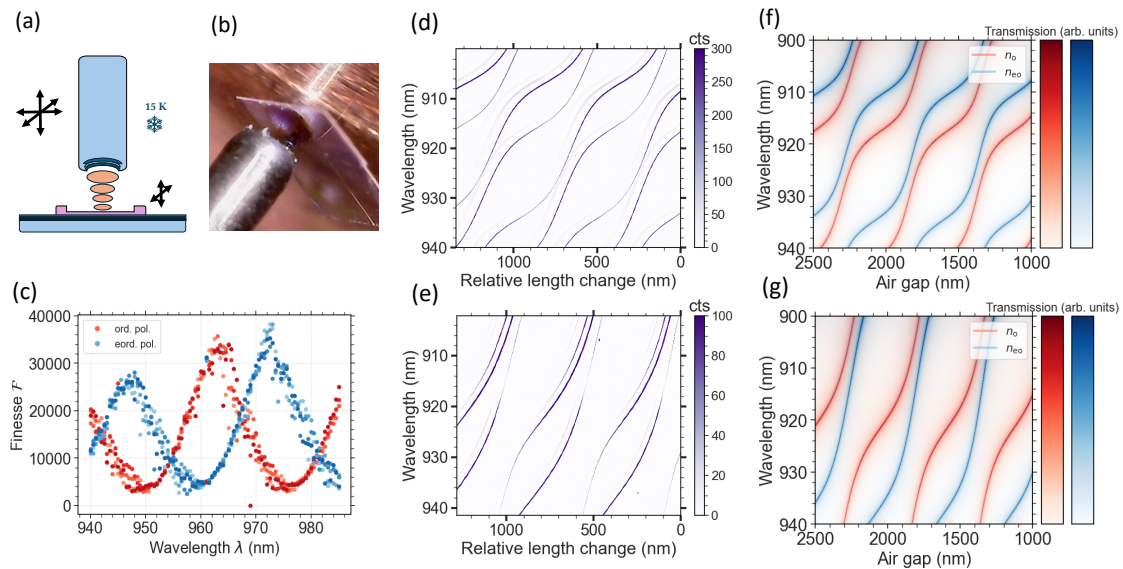 (a)
15 K
(b)
(c)
40000
30000
20000
10000
0
Finesse ℱ
ord. pol.
eord. pol.
940
950
960
970
980
Wavelength λ (nm)
(d)
cts
300
250
200
150
100
50
0
910
920
930
940
Wavelength (nm)
1000
500
0
Relative length change (nm)
(e)
cts
100
80
60
40
20
0
910
920
930
940
Wavelength (nm)
1000
500
0
Relative length change (nm)
(f)
Transmission (arb. units)
900
910
920
930
940
Wavelength (nm)
n_o
n_eo
2500
2000
1500
1000
Air gap (nm)
(g)
Transmission (arb. units)
900
910
920
930
940
Wavelength (nm)
n_o
n_eo
2500
2000
1500
1000
Air gap (nm)